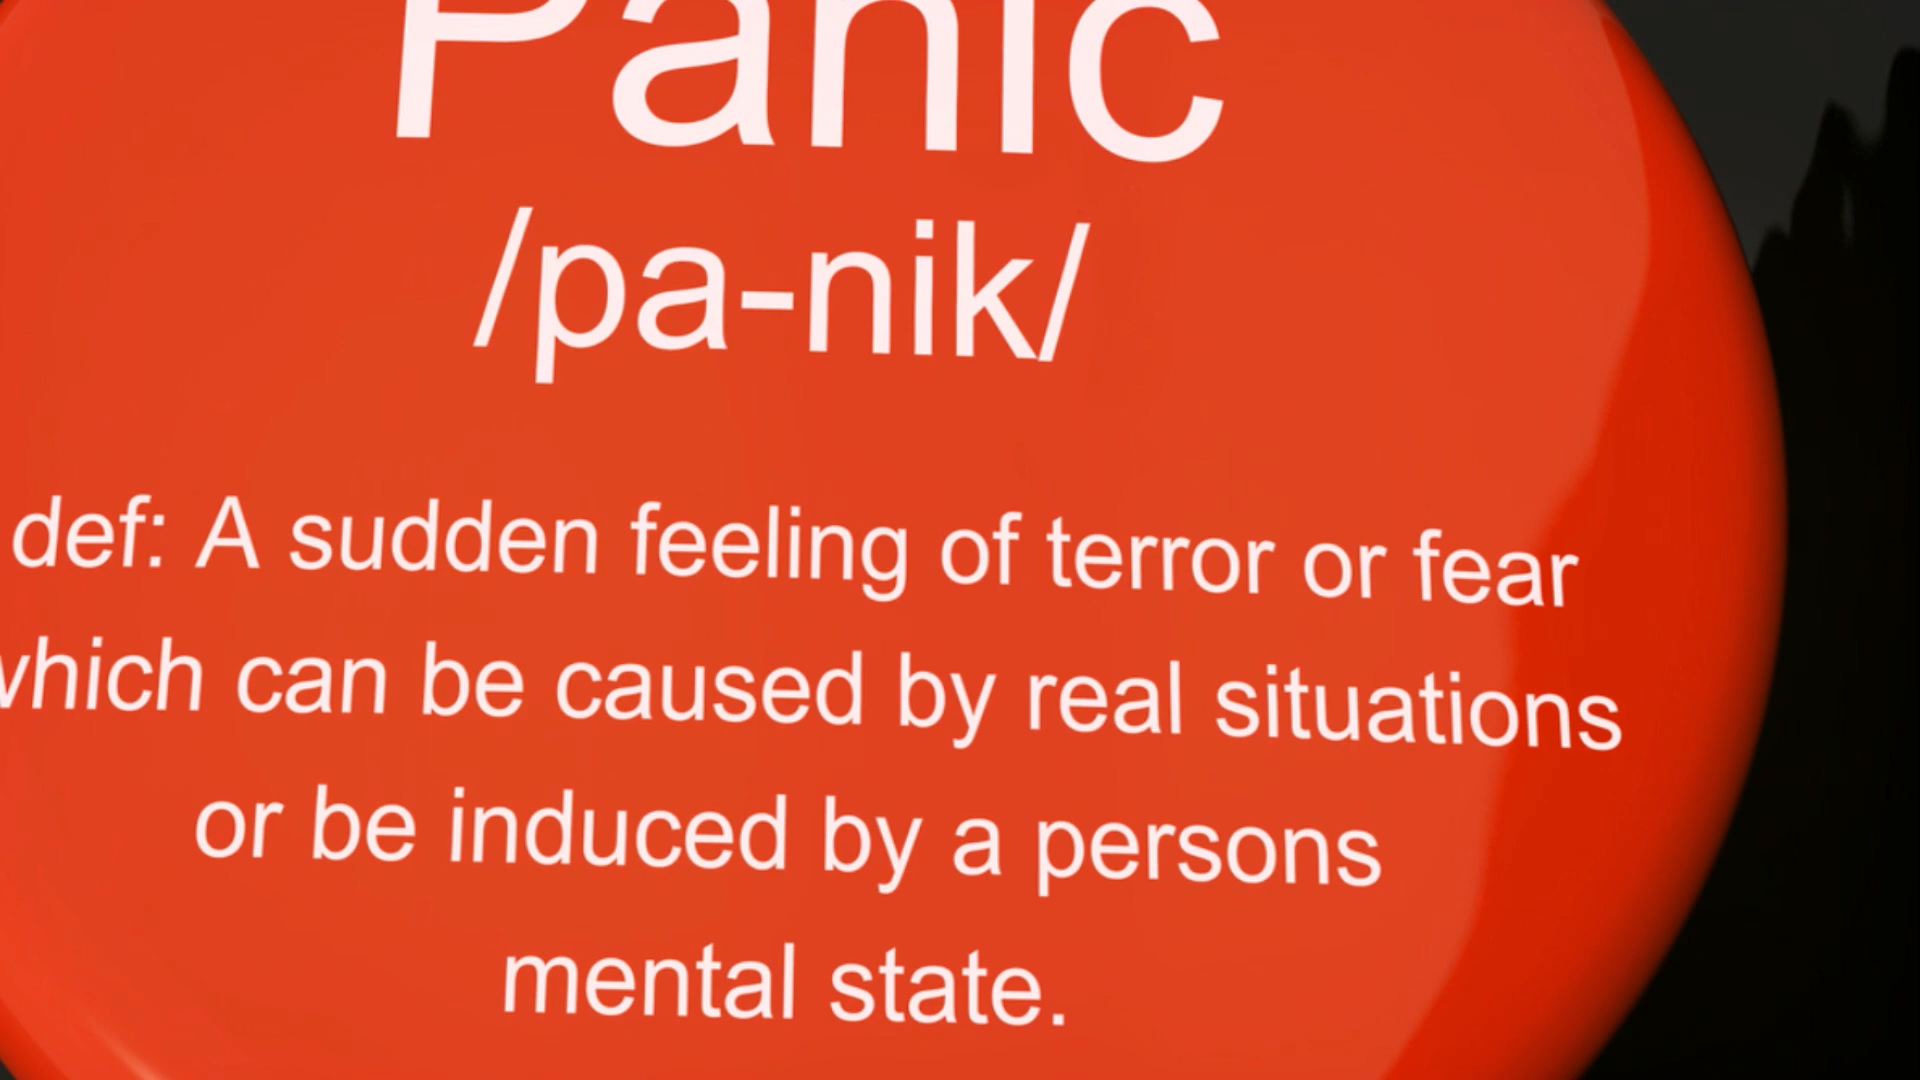 Panic
/pa-nik/
def: A sudden feeling of terror or fear
which can be caused by real situations
or be induced by a persons
mental state.